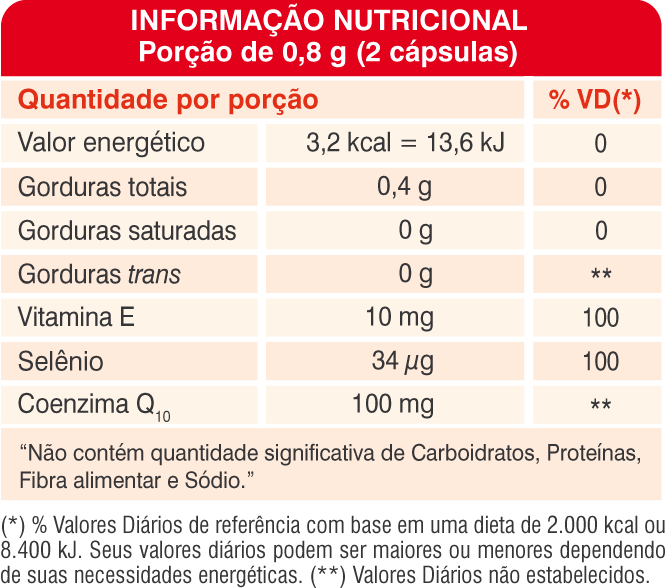 INFORMAÇÃO NUTRICIONAL
Porção de 0,8 g (2 cápsulas)
Quantidade por porção % VD(*)
Valor energético 3,2 kcal = 13,6 kJ 0
Gorduras totais 0,4 g 0
Gorduras saturadas 0 g 0
Gorduras trans 0 g **
Vitamina E 10 mg 100
Selênio 34 µg 100
Coenzima Q10 100 mg **
“Não contém quantidade significativa de Carboidratos, Proteínas,
Fibra alimentar e Sódio.”
(*) % Valores Diários de referência com base em uma dieta de 2.000 kcal ou
8.400 kJ. Seus valores diários podem ser maiores ou menores dependendo
de suas necessidades energéticas. (**) Valores Diários não estabelecidos.